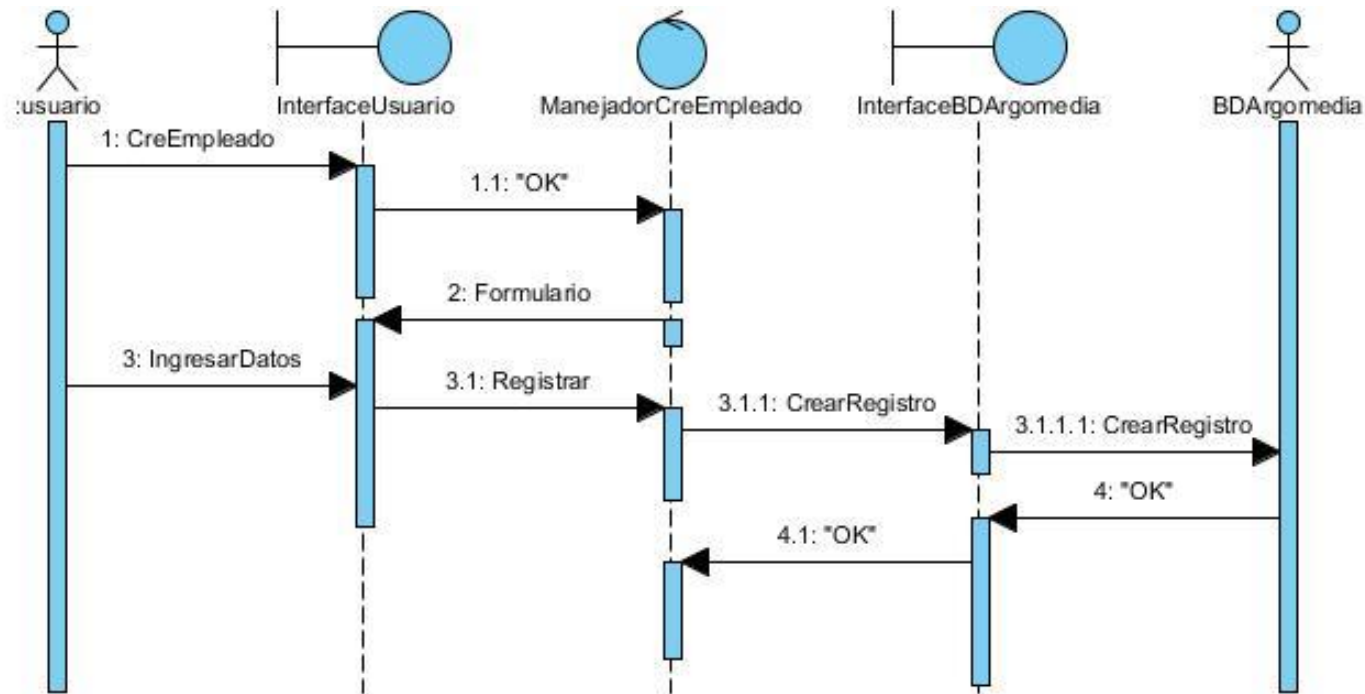 :usuario
InterfaceUsuario
ManejadorCreEmpleado
InterfaceBDArgomedia
BDArgomedia
1: CreEmpleado
1.1: "OK"
2: Formulario
3: IngresarDatos
3.1: Registrar
3.1.1: CrearRegistro
3.1.1.1: CrearRegistro
4: "OK"
4.1: "OK"